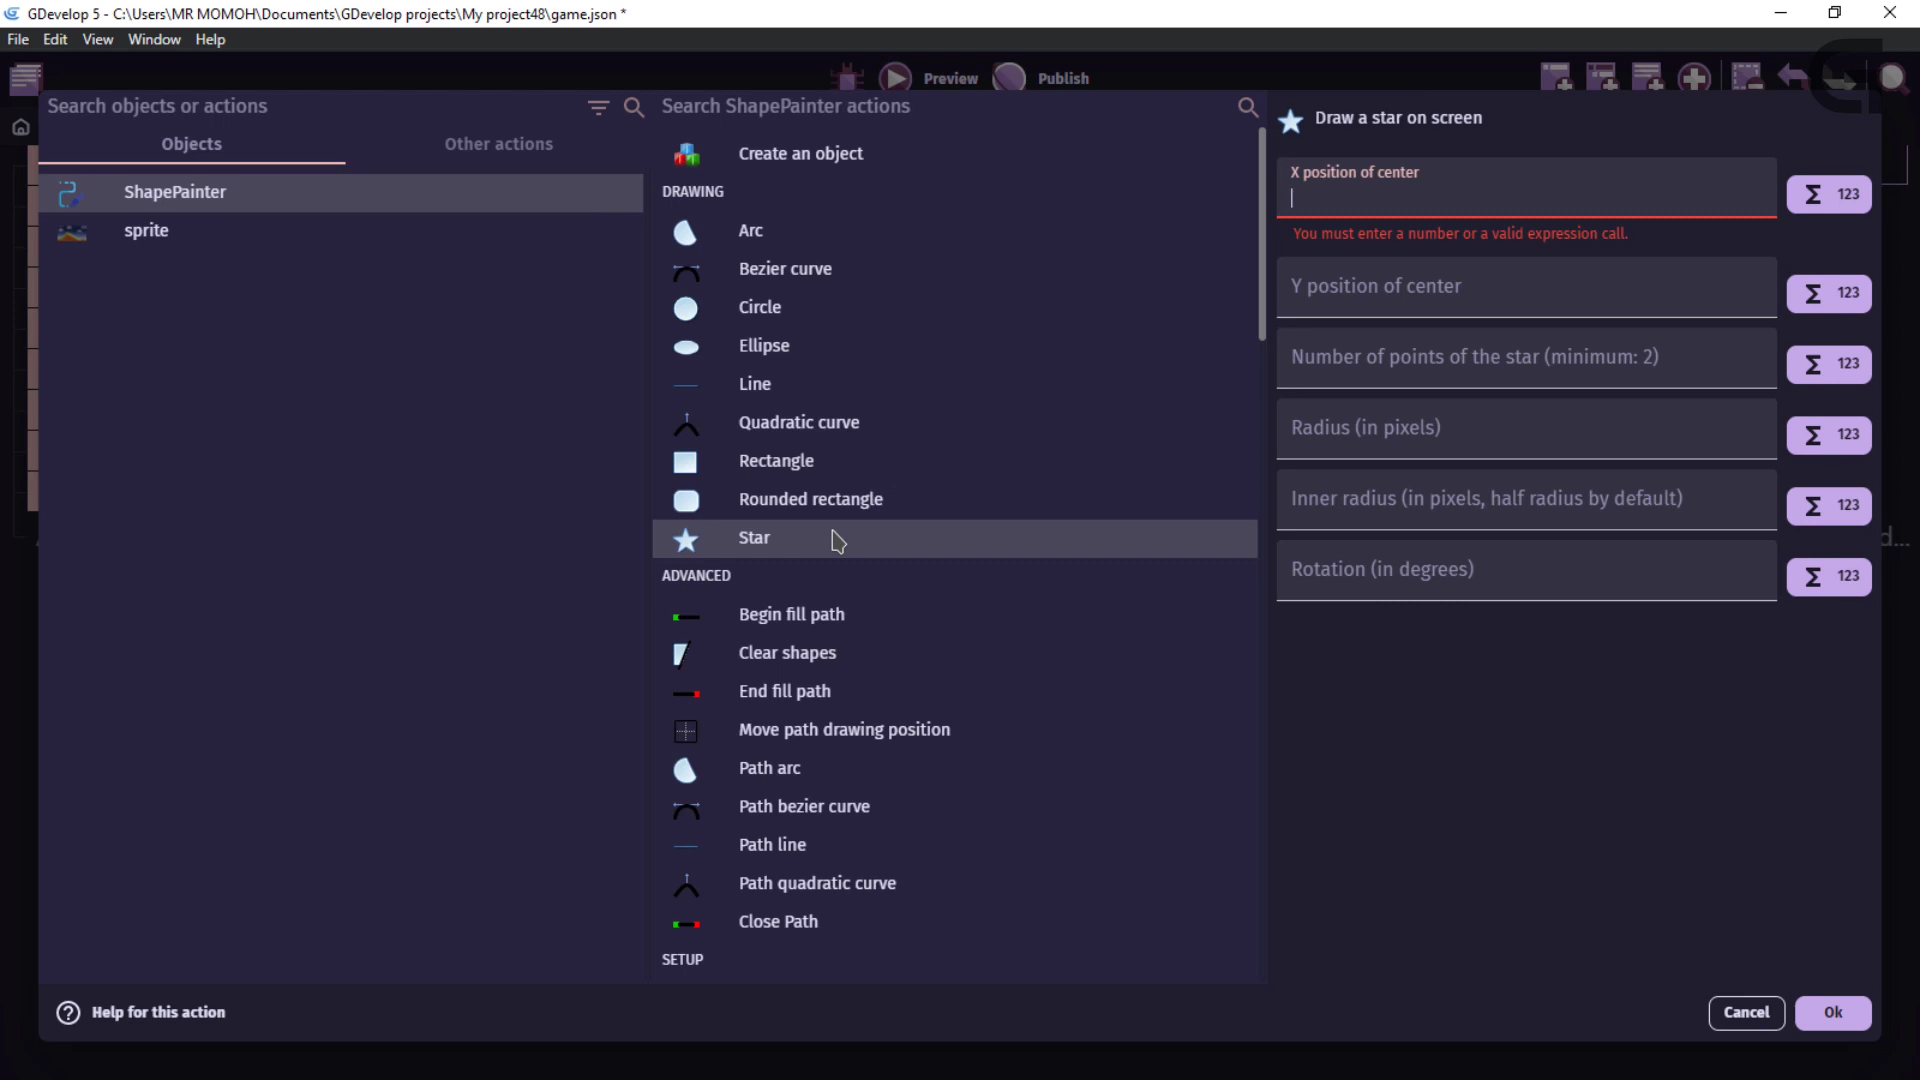 GDevelop 5 - C:\Users\MR MOMOH\Documents\GDevelop projects\My project48\game.json *
File Edit View Window Help
Preview Publish
Search objects or actions
Objects Other actions
ShapePainter
sprite
Search ShapePainter actions
Create an object
DRAWING
Arc
Bezier curve
Circle
Ellipse
Line
Quadratic curve
Rectangle
Rounded rectangle
Star
ADVANCED
Begin fill path
Clear shapes
End fill path
Move path drawing position
Path arc
Path bezier curve
Path line
Path quadratic curve
Close Path
SETUP
Draw a star on screen
X position of center
Σ 123
You must enter a number or a valid expression call.
Y position of center
Σ 123
Number of points of the star (minimum: 2)
Σ 123
Radius (in pixels)
Σ 123
Inner radius (in pixels, half radius by default)
Σ 123
Rotation (in degrees)
Σ 123
d...
Help for this action
Cancel Ok